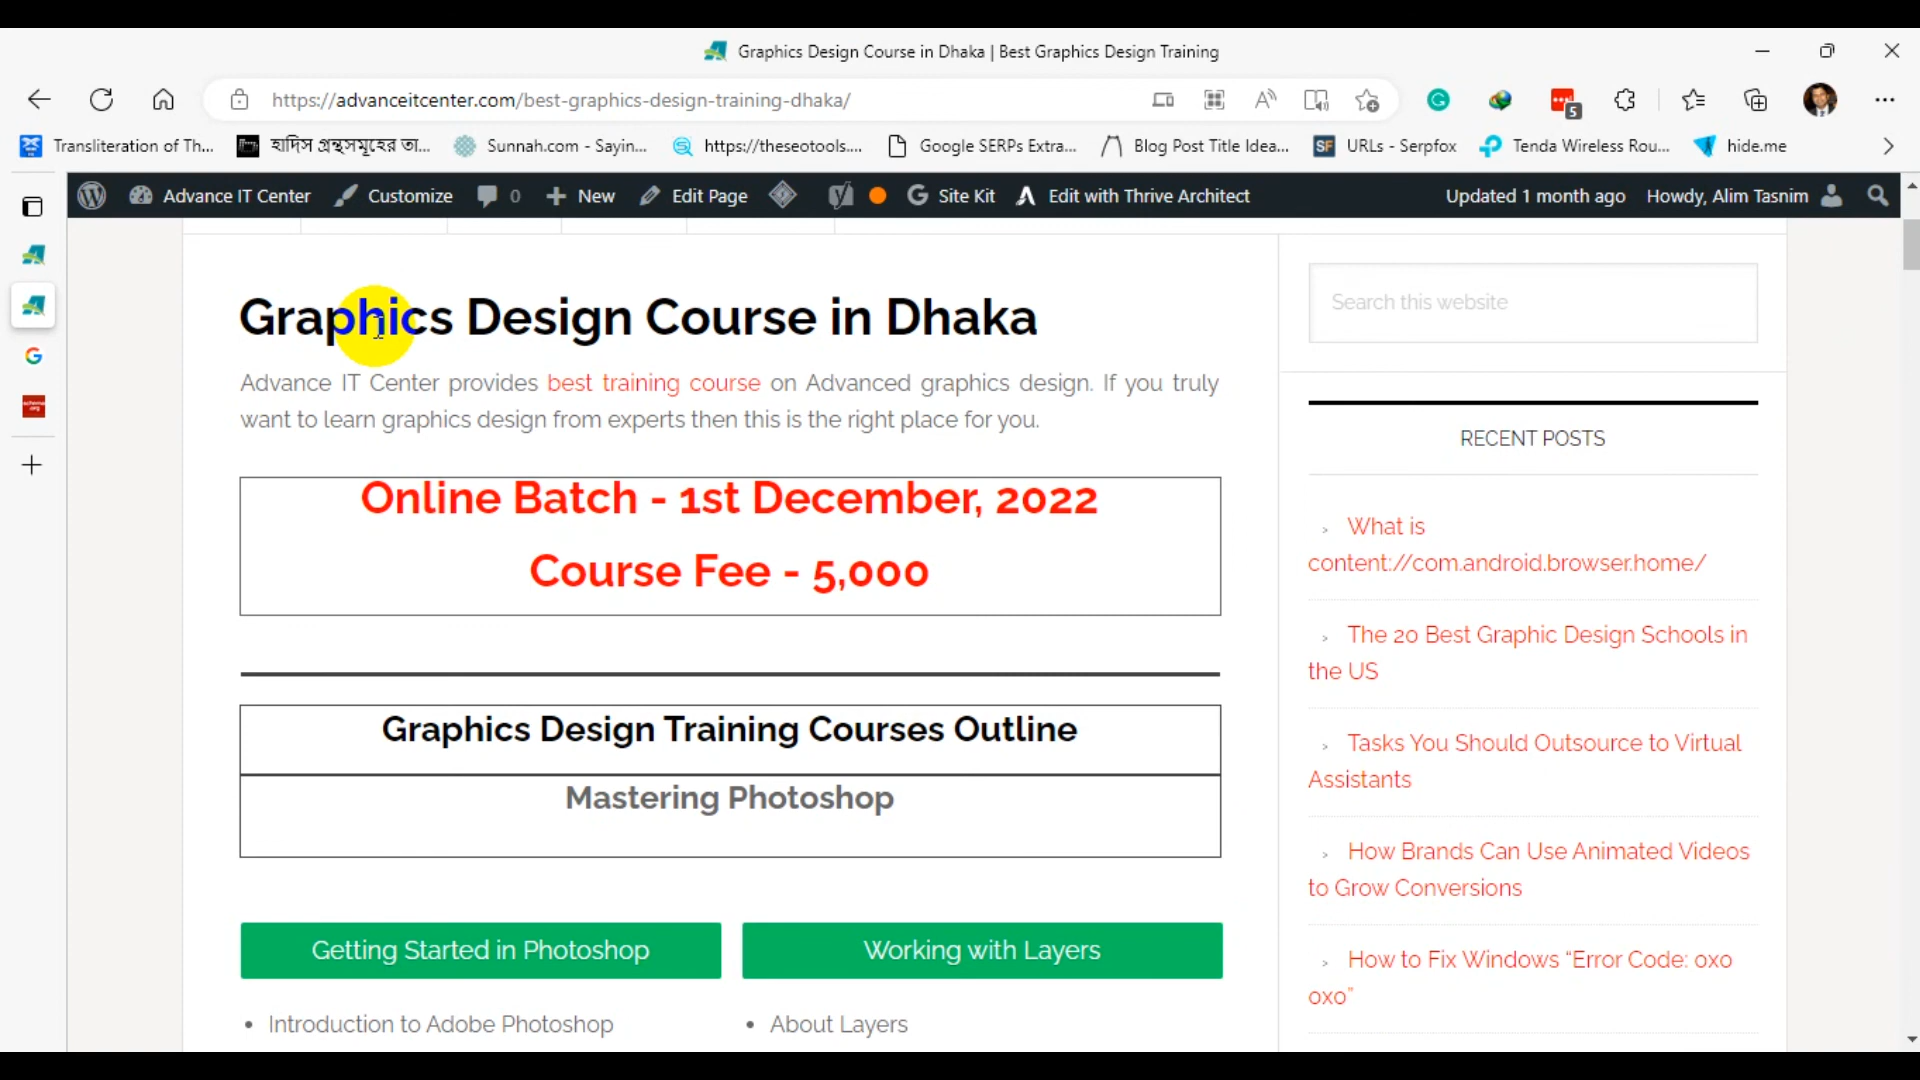 Graphics Design Course in Dhaka | Best Graphics Design Training
https://advanceitcenter.com/best-graphics-design-training-dhaka/
5
Transliteration of Th...
হাদিস গ্রন্থসমূহের তা...
Sunnah.com - Sayin...
https://theseotools....
Google SERPs Extra...
Blog Post Title Idea...
SF URLs - Serpfox
Tenda Wireless Rou...
hide.me
Advance IT Center
Customize
0
New
Edit Page
Site Kit
Edit with Thrive Architect
Updated 1 month ago
Howdy, Alim Tasnim
Graphics Design Course in Dhaka
Advance IT Center provides best training course on Advanced graphics design. If you truly
want to learn graphics design from experts then this is the right place for you.
Online Batch - 1st December, 2022
Course Fee - 5,000
Graphics Design Training Courses Outline
Mastering Photoshop
Getting Started in Photoshop
Working with Layers
• Introduction to Adobe Photoshop
• About Layers
Search this website
RECENT POSTS
What is
content://com.android.browser.home/
The 20 Best Graphic Design Schools in
the US
Tasks You Should Outsource to Virtual
Assistants
How Brands Can Use Animated Videos
to Grow Conversions
How to Fix Windows “Error Code: 0x0
0x0”